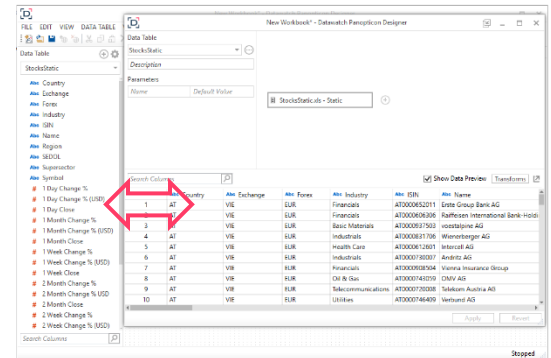 New Workbook* - Datawatch Panopticon Designer
FILE EDIT VIEW DATA TABLE
Data Table
StocksStatic
Abc Country
Abc Exchange
Abc Forex
Abc Industry
Abc ISIN
Abc Name
Abc Region
Abc SEDOL
Abc Supersector
Abc Symbol
# 1 Day Change %
# 1 Day Change % (USD)
# 1 Day Close
# 1 Month Change %
# 1 Month Change % (USD)
# 1 Month Close
# 1 Week Change %
# 1 Week Change % (USD)
# 1 Week Close
# 2 Month Change %
# 2 Month Change % USD
# 2 Month Close
# 2 Week Change %
# 2 Week Change % (USD)
Search Columns
Data Table
StocksStatic
Description
Parameters
Name Default Value
StocksStatic.xls - Static
Search Columns
Show Data Preview Transforms
Country Abc Exchange Abc Forex Abc Industry Abc ISIN Abc Name
1 AT VIE EUR Financials AT0000652011 Erste Group Bank AG
AT VIE EUR Financials AT0000606306 Raiffeisen International Bank-Holdi
3 AT VIE EUR Basic Materials AT0000937503 voestalpine AG
4 AT VIE EUR Industrials AT0000831706 Wienerberger AG
5 AT VIE EUR Health Care AT0000612601 Intercell AG
6 AT VIE EUR Industrials AT0000730007 Andritz AG
7 AT VIE EUR Financials AT0000908504 Vienna Insurance Group
8 AT VIE EUR Oil & Gas AT0000743059 OMV AG
9 AT VIE EUR Telecommunications AT0000720008 Telekom Austria AG
10 AT VIE EUR Utilities AT0000746409 Verbund AG
Apply Revert
Stopped